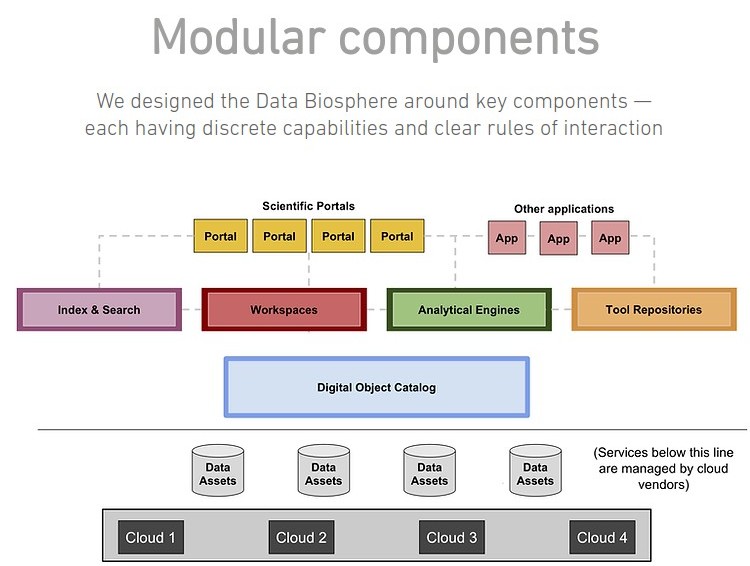 Modular components
We designed the Data Biosphere around key components —
each having discrete capabilities and clear rules of interaction
Scientific Portals
Other applications
Portal Portal Portal Portal
App App App
Index & Search
Workspaces
Analytical Engines
Tool Repositories
Digital Object Catalog
Data
Assets
Data
Assets
Data
Assets
Data
Assets
(Services below this line
are managed by cloud
vendors)
Cloud 1
Cloud 2
Cloud 3
Cloud 4